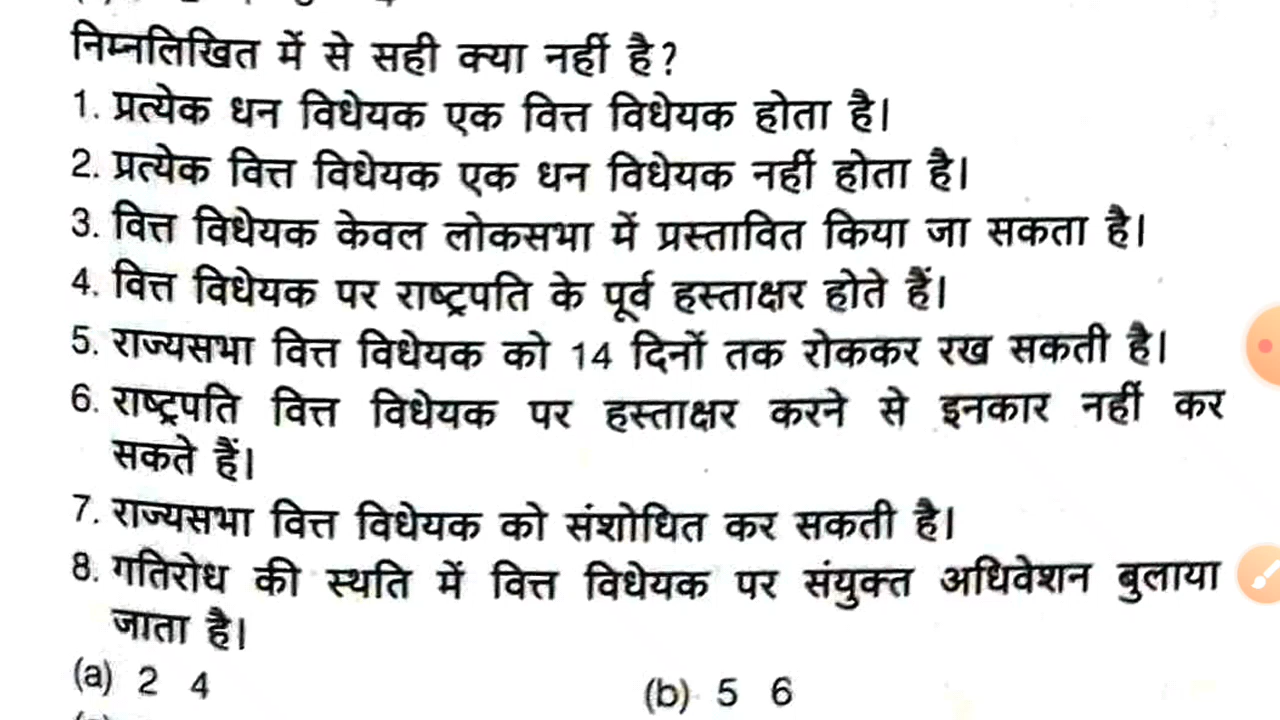 निम्नलिखित में से सही क्या नहीं है?
1. प्रत्येक धन विधेयक एक वित्त विधेयक होता है।
2. प्रत्येक वित्त विधेयक एक धन विधेयक नहीं होता है।
3. वित्त विधेयक केवल लोकसभा में प्रस्तावित किया जा सकता है।
4. वित्त विधेयक पर राष्ट्रपति के पूर्व हस्ताक्षर होते हैं।
5. राज्यसभा वित्त विधेयक को 14 दिनों तक रोककर रख सकती है।
6. राष्ट्रपति वित्त विधेयक पर हस्ताक्षर करने से इनकार नहीं कर
सकते हैं।
7. राज्यसभा वित्त विधेयक को संशोधित कर सकती है।
8. गतिरोध की स्थति में वित्त विधेयक पर संयुक्त अधिवेशन बुलाया
जाता है।
(a) 2 4 (b) 5 6